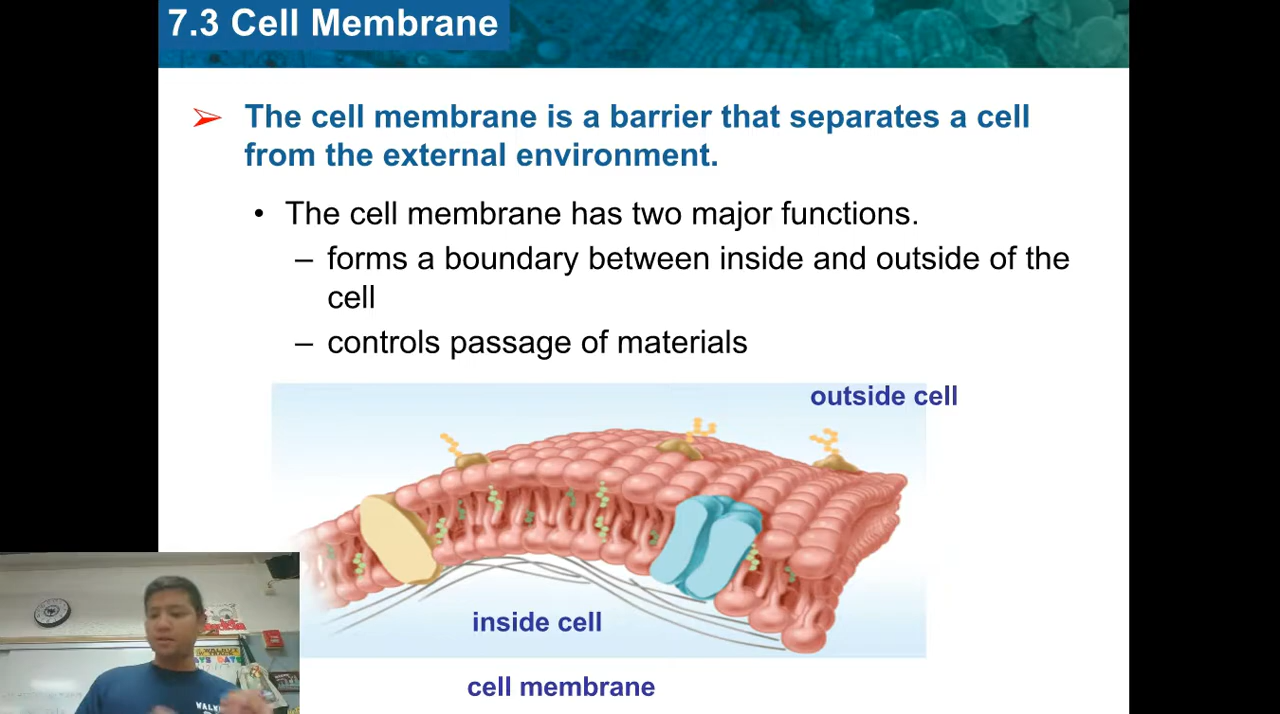 7.3 Cell Membrane
➢ The cell membrane is a barrier that separates a cell
from the external environment.
• The cell membrane has two major functions.
– forms a boundary between inside and outside of the
cell
– controls passage of materials
outside cell
inside cell
cell membrane